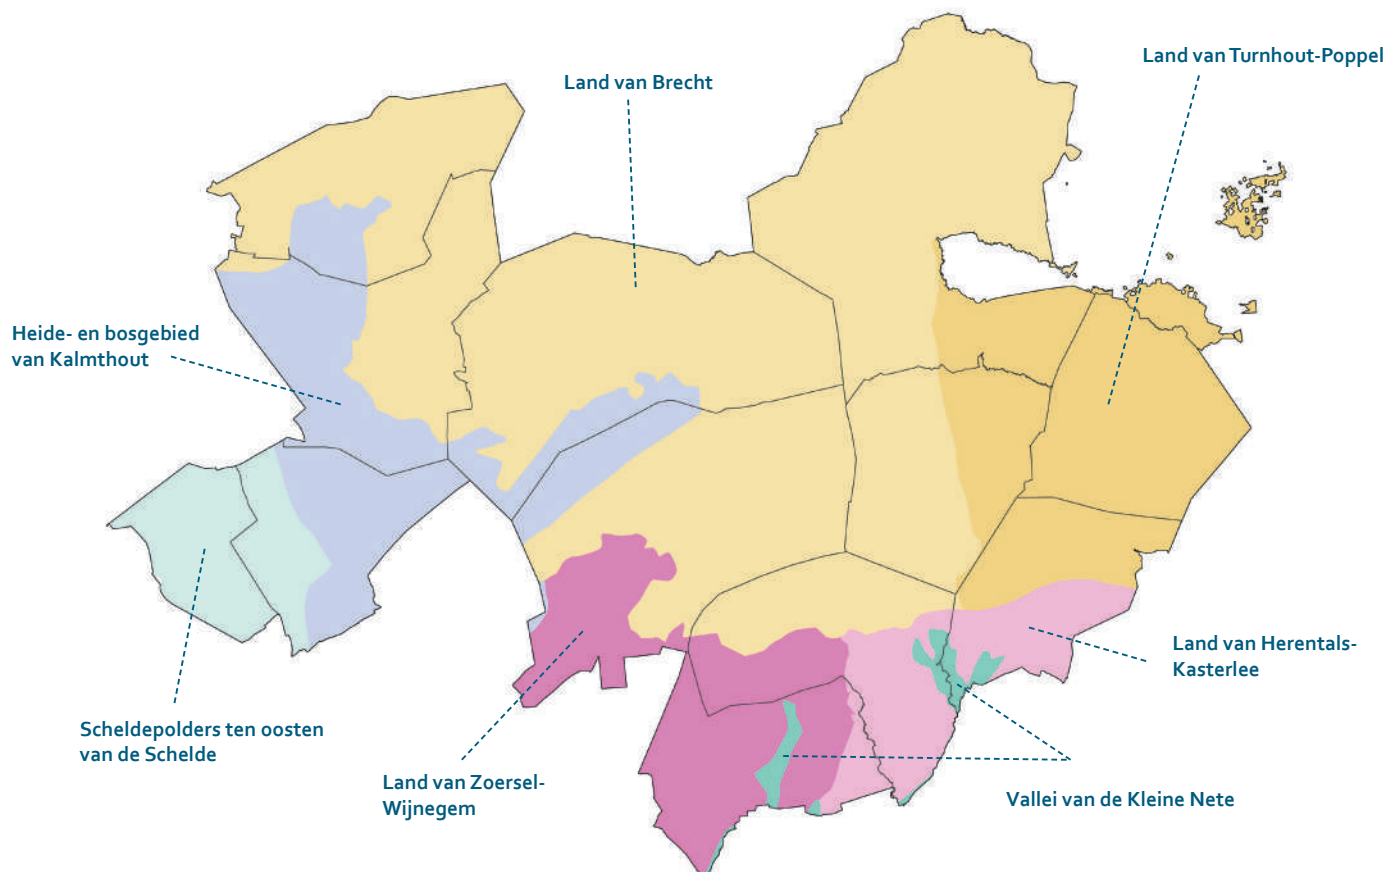 Land van Turnhout-Poppel
Land van Brecht
Heide- en bosgebied
van Kalmthout
Land van Herentals-
Kasterlee
Scheldepolders ten oosten
van de Schelde
Land van Zoersel-
Wijnegem
Vallei van de Kleine Nete